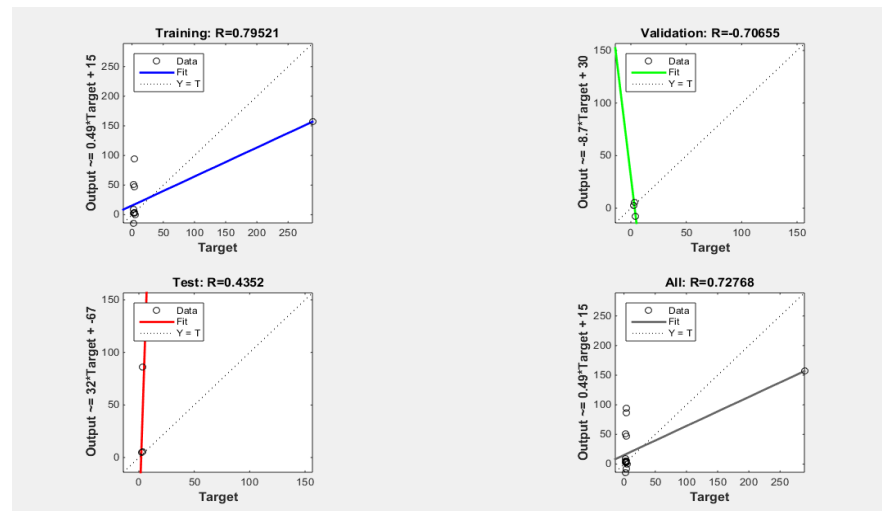 Training: R=0.79521
Output ~= 0.49*Target + 15
250
200
150
100
50
0
Data
Fit
Y = T
0 50 100 150 200 250
Target
Validation: R=-0.70655
Output ~= -8.7*Target + 30
150
100
50
0
Data
Fit
Y = T
0 50 100 150
Target
Test: R=0.4352
Output ~= 32*Target + -67
150
100
50
0
Data
Fit
Y = T
0 50 100 150
Target
All: R=0.72768
Output ~= 0.49*Target + 15
250
200
150
100
50
0
Data
Fit
Y = T
0 50 100 150 200 250
Target